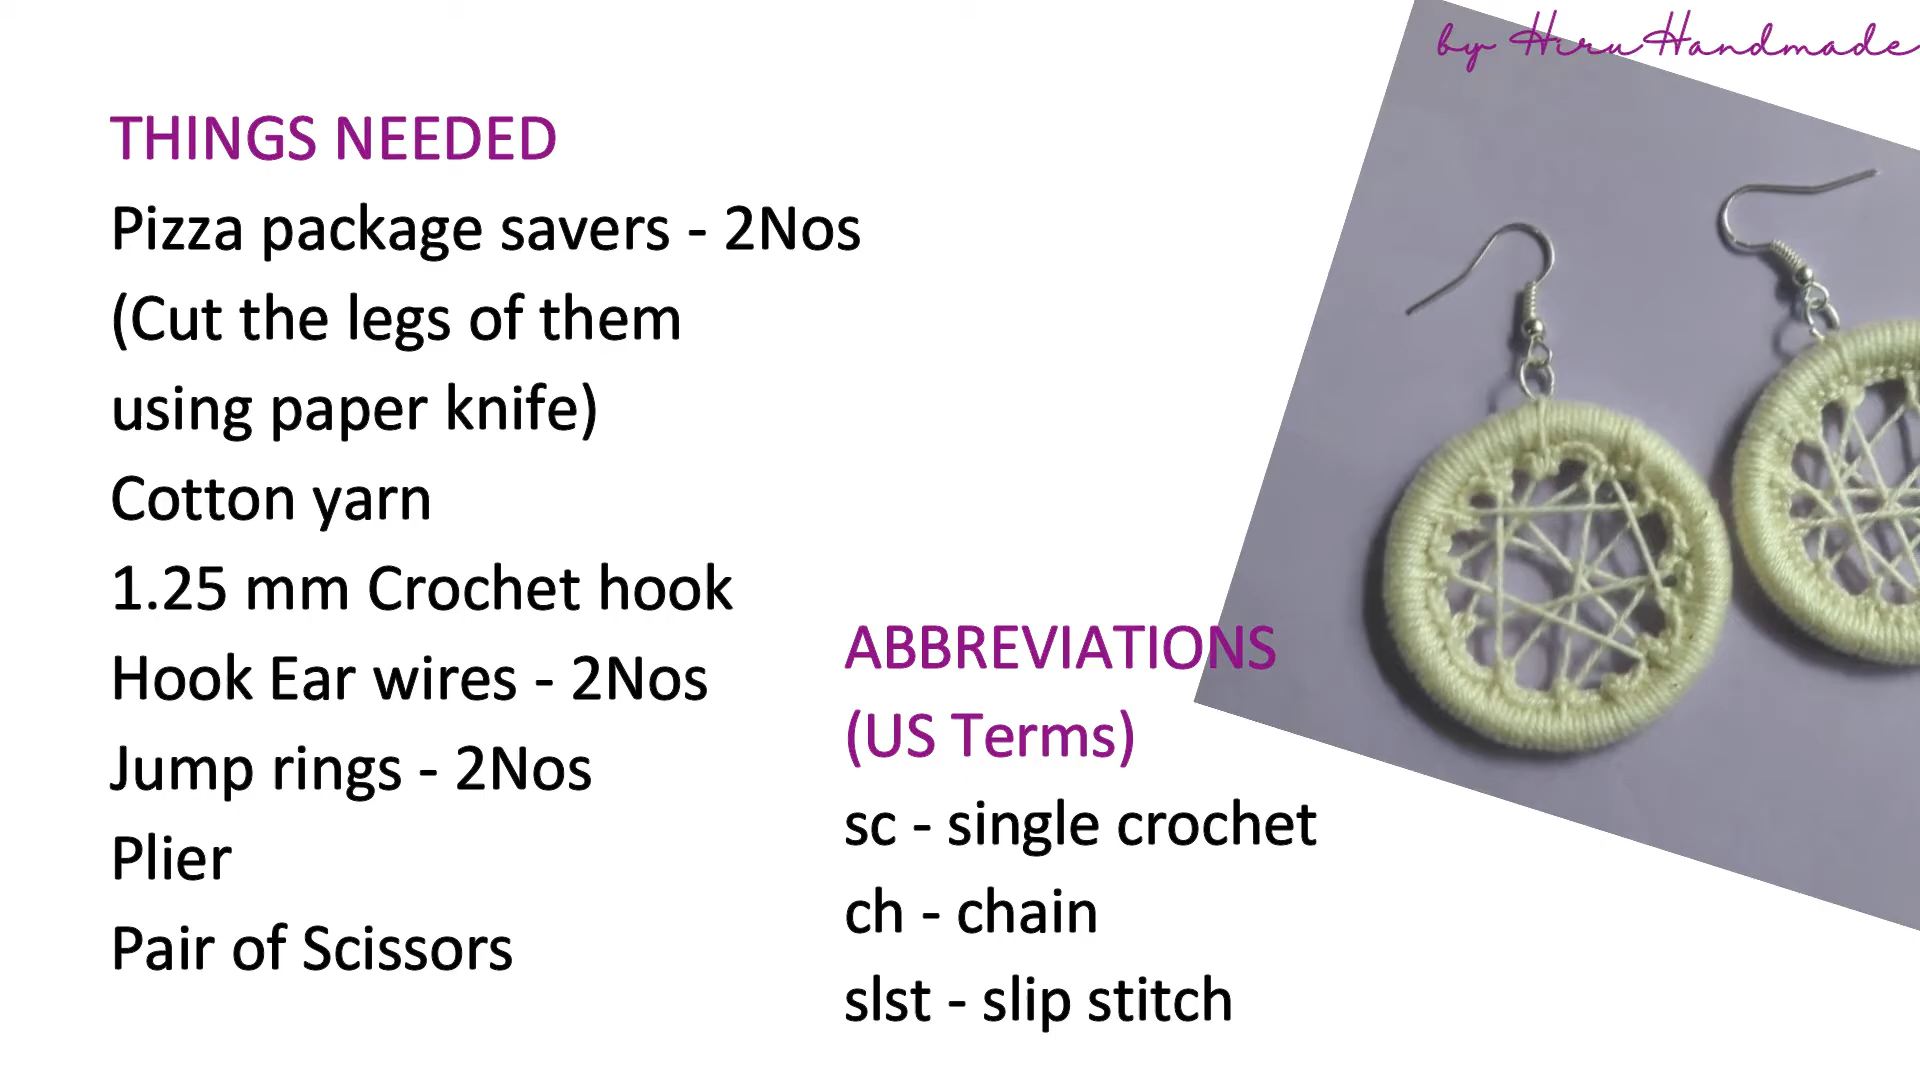 by Hiru Handmade
THINGS NEEDED
Pizza package savers - 2Nos
(Cut the legs of them
using paper knife)
Cotton yarn
1.25 mm Crochet hook
Hook Ear wires - 2Nos
Jump rings - 2Nos
Plier
Pair of Scissors
ABBREVIATIONS
(US Terms)
sc - single crochet
ch - chain
slst - slip stitch